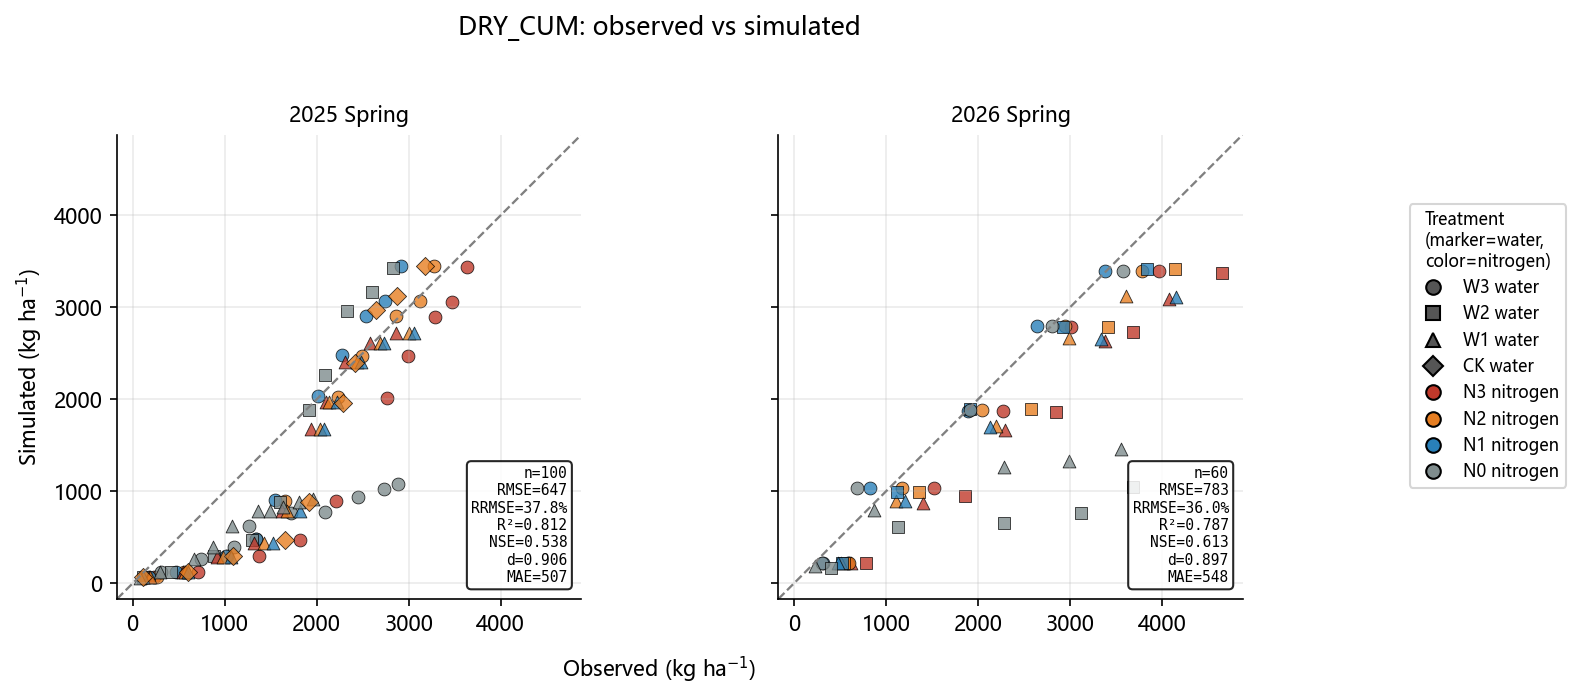 DRY_CUM: observed vs simulated
2025 Spring
2026 Spring
Simulated (kg ha⁻¹)
4000
3000
2000
1000
0
n=100
RMSE=647
RRMSE=37.8%
R²=0.812
NSE=0.538
d=0.906
MAE=507
n=60
RMSE=783
RRMSE=36.0%
R²=0.787
NSE=0.613
d=0.897
MAE=548
0 1000 2000 3000 4000
0 1000 2000 3000 4000
Observed (kg ha⁻¹)
Treatment
(marker=water,
color=nitrogen)
W3 water
W2 water
W1 water
CK water
N3 nitrogen
N2 nitrogen
N1 nitrogen
N0 nitrogen